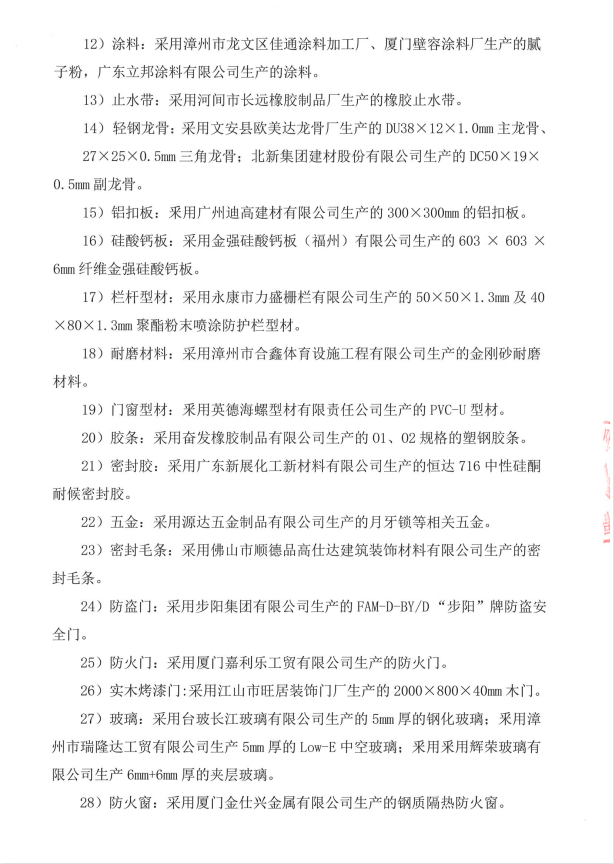 12）涂料：采用漳州市龙文区佳通涂料加工厂、厦门壁容涂料厂生产的腻
子粉，广东立邦涂料有限公司生产的涂料。
13）止水带：采用河间市长远橡胶制品厂生产的橡胶止水带。
14）轻钢龙骨：采用文安县欧美达龙骨厂生产的 DU38×12×1.0mm 主龙骨、
27×25×0.5mm 三角龙骨；北新集团建材股份有限公司生产的 DC50×19×
0.5mm 副龙骨。
15）铝扣板：采用广州迪高建材有限公司生产的 300×300mm 的铝扣板。
16）硅酸钙板：采用金强硅酸钙板（福州）有限公司生产的 603 × 603 ×
6mm 纤维金强硅酸钙板。
17）栏杆型材：采用永康市力盛栅栏有限公司生产的 50×50×1.3mm 及 40
×80×1.3mm 聚酯粉末喷涂防护栏型材。
18）耐磨材料：采用漳州市合鑫体育设施工程有限公司生产的金刚砂耐磨
材料。
19）门窗型材：采用英德海螺型材有限责任公司生产的 PVC-U 型材。
20）胶条：采用奋发橡胶制品有限公司生产的 01、02 规格的塑钢胶条。
21）密封胶：采用广东新展化工新材料有限公司生产的恒达 716 中性硅酮
耐候密封胶。
22）五金：采用源达五金制品有限公司生产的月牙锁等相关五金。
23）密封毛条：采用佛山市顺德品高仕达建筑装饰材料有限公司生产的密
封毛条。
24）防盗门：采用步阳集团有限公司生产的 FAM-D-BY/D “步阳”牌防盗安
全门。
25）防火门：采用厦门嘉利乐工贸有限公司生产的防火门。
26）实木烤漆门:采用江山市旺居装饰门厂生产的 2000×800×40mm 木门。
27）玻璃：采用台玻长江玻璃有限公司生产的 5mm 厚的钢化玻璃；采用漳
州市瑞隆达工贸有限公司生产 5mm 厚的 Low-E 中空玻璃；采用采用辉荣玻璃有
限公司生产 6mm+6mm 厚的夹层玻璃。
28）防火窗：采用厦门金仕兴金属有限公司生产的钢质隔热防火窗。